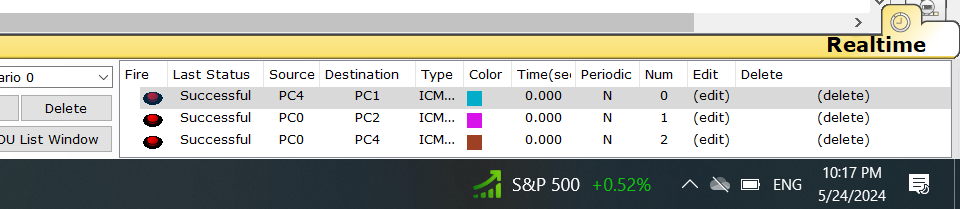 Realtime
ario 0
Fire Last Status Source Destination Type Color Time(sec Periodic Num Edit Delete
Successful PC4 PC1 ICM... 0.000 N 0 (edit) (delete)
Delete
Successful PC0 PC2 ICM... 0.000 N 1 (edit) (delete)
DU List Window
Successful PC0 PC4 ICM... 0.000 N 2 (edit) (delete)
S&P 500 +0.52% ENG 10:17 PM
5/24/2024